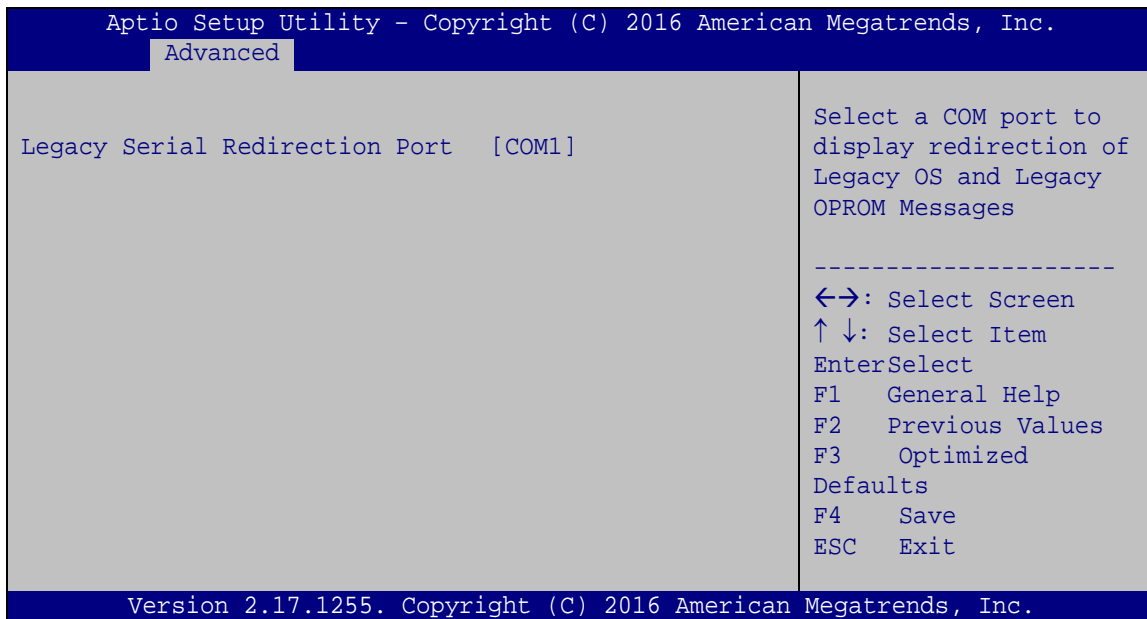 Aptio Setup Utility – Copyright (C) 2016 American Megatrends, Inc.
Advanced
Legacy Serial Redirection Port [COM1]
Select a COM port to
display redirection of
Legacy OS and Legacy
OPROM Messages
---------------------
←→: Select Screen
↑ ↓: Select Item
EnterSelect
F1 General Help
F2 Previous Values
F3 Optimized
Defaults
F4 Save
ESC Exit
Version 2.17.1255. Copyright (C) 2016 American Megatrends, Inc.